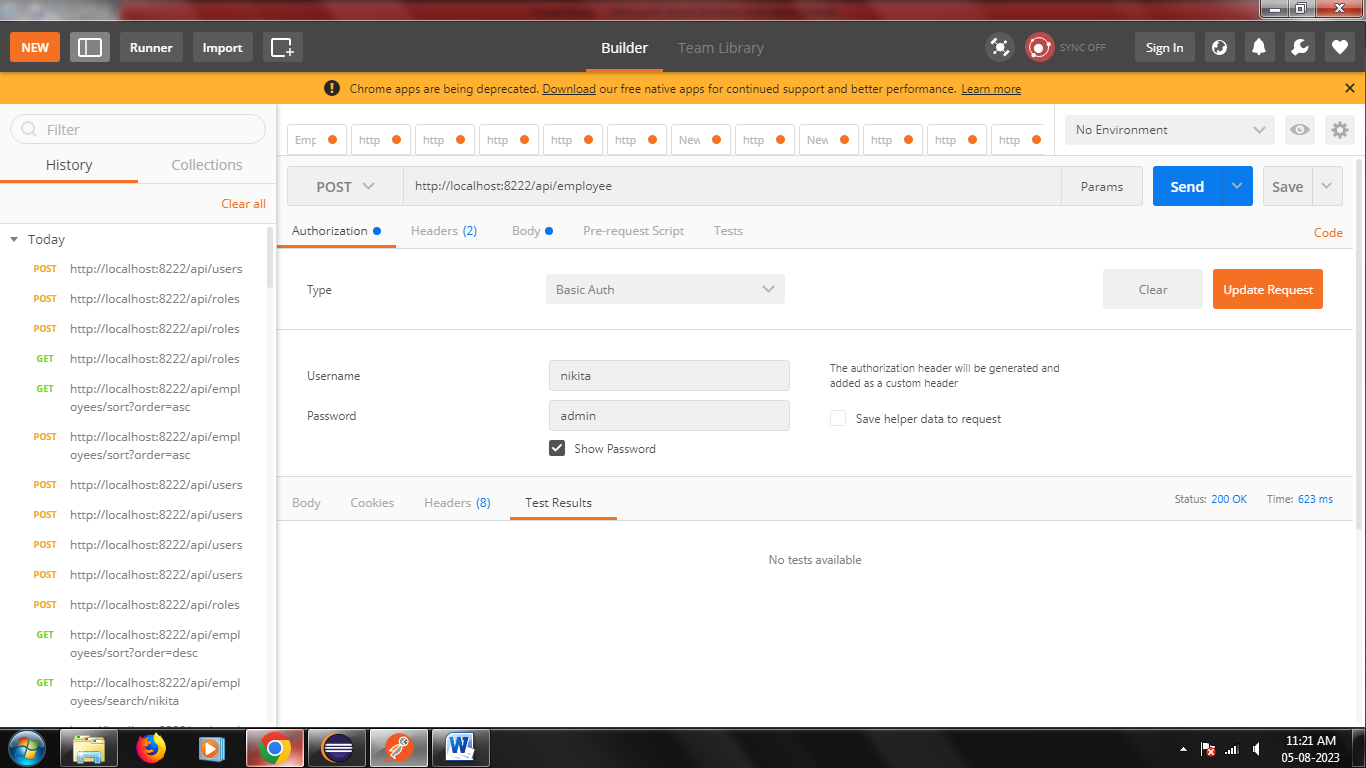 NEW Runner Import Builder Team Library SYNC OFF Sign In
Chrome apps are being deprecated. Download our free native apps for continued support and better performance. Learn more
Filter
History Collections
Clear all
Today
POST http://localhost:8222/api/users
POST http://localhost:8222/api/roles
POST http://localhost:8222/api/roles
GET http://localhost:8222/api/roles
GET http://localhost:8222/api/empl
oyees/sort?order=asc
POST http://localhost:8222/api/empl
oyees/sort?order=asc
POST http://localhost:8222/api/users
POST http://localhost:8222/api/users
POST http://localhost:8222/api/users
POST http://localhost:8222/api/users
POST http://localhost:8222/api/roles
GET http://localhost:8222/api/empl
oyees/sort?order=desc
GET http://localhost:8222/api/empl
oyees/search/nikita
Emp http http http http http New http New http http http
No Environment
POST http://localhost:8222/api/employee Params Send Save
Authorization Headers (2) Body Pre-request Script Tests Code
Type Basic Auth Clear Update Request
Username nikita
The authorization header will be generated and
added as a custom header
Password admin
Save helper data to request
Show Password
Body Cookies Headers (8) Test Results Status: 200 OK Time: 623 ms
No tests available
11:21 AM
05-08-2023